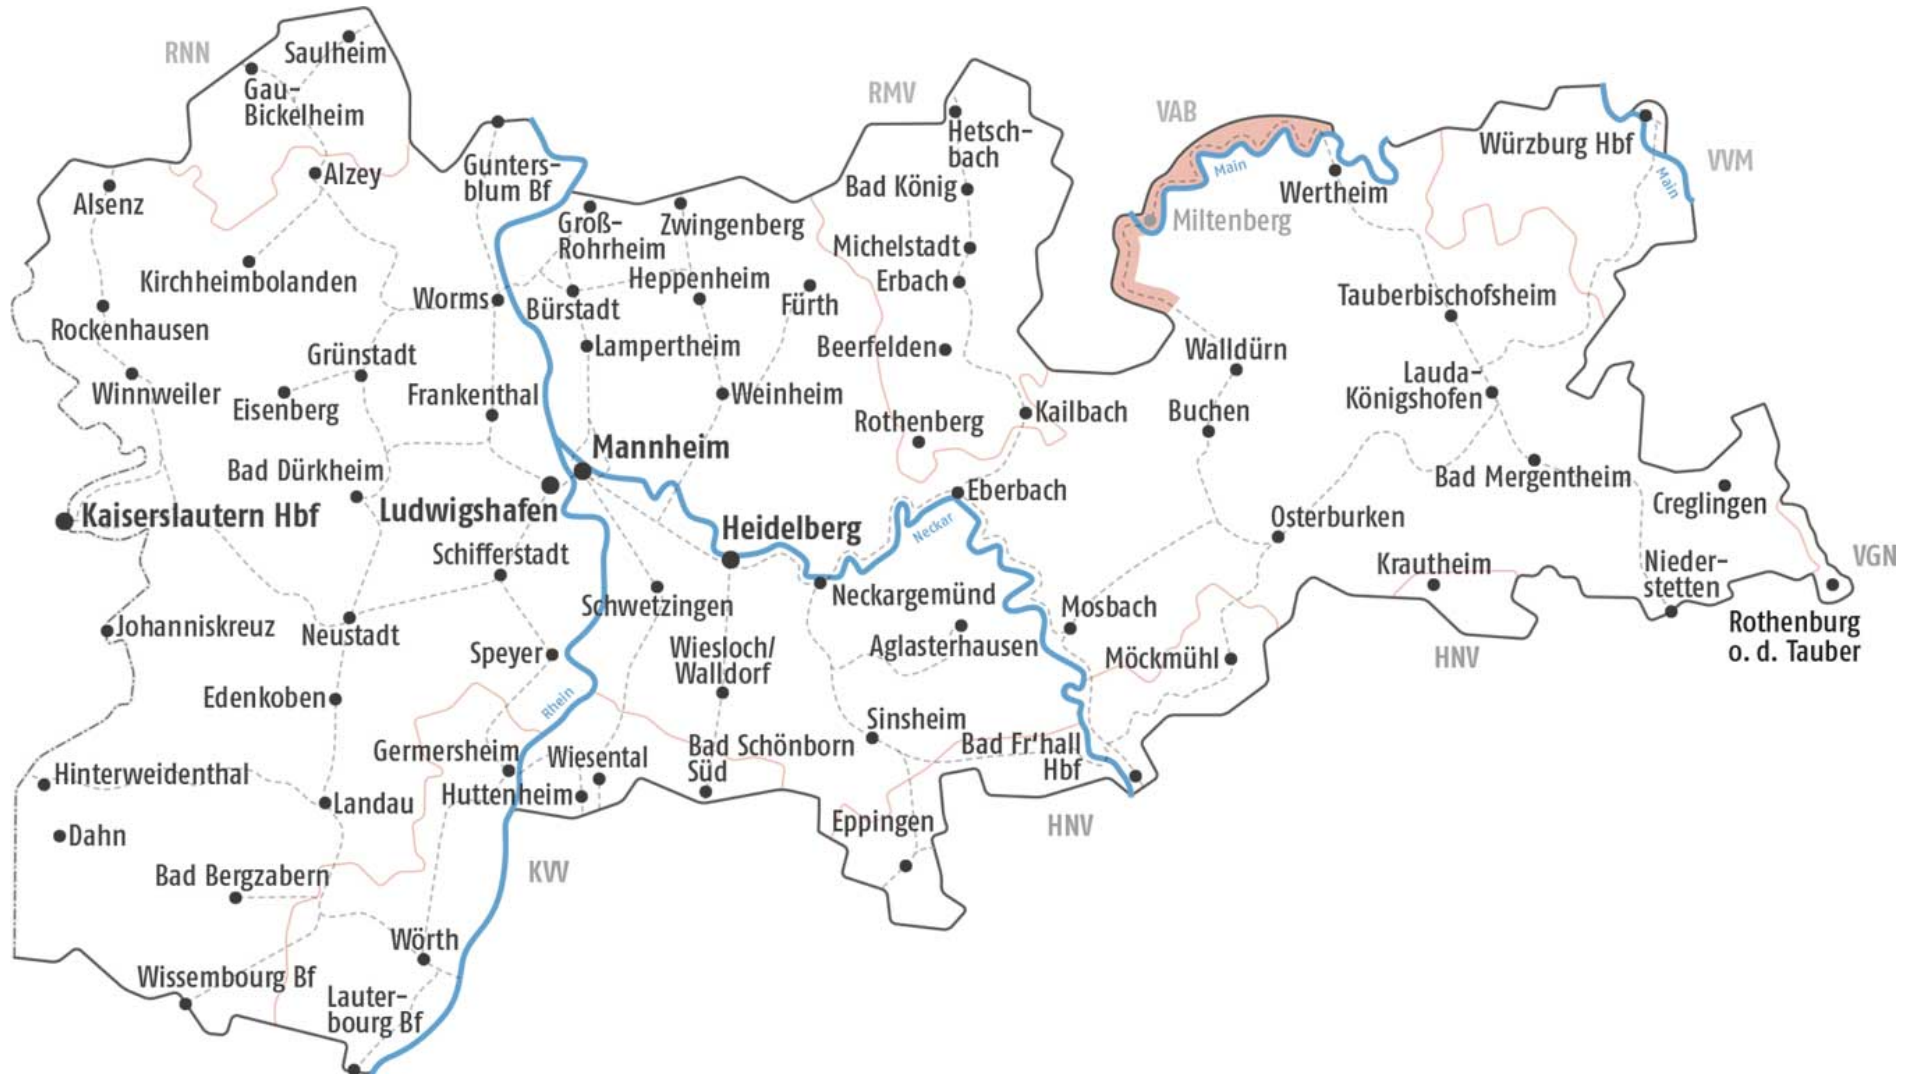 RNN
Saulheim
Gau-
Bickelheim
Alzey
Alsenz
Kirchheimbolanden
Rockenhausen
Winnweiler
Grünstadt
Eisenberg
Bad Dürkheim
Kaiserslautern Hbf
Johanniskreuz
Neustadt
Edenkoben
Hinterweidenthal
Dahn
Landau
Bad Bergzabern
Wissembourg Bf
Lauter-
bourg Bf
Wörth
Gunters-
blum Bf
Worms
Frankenthal
Ludwigshafen
Schifferstadt
Speyer
Rhein
Germersheim
Huttenheim
Wiesental
KVV
Groß-
Rohrheim
Zwingenberg
Bürstadt
Heppenheim
Fürth
Lampertheim
Weinheim
Mannheim
Heidelberg
Schwetzingen
Wiesloch/
Walldorf
Bad Schönborn
Süd
Neckargemünd
Aglasterhausen
Sinsheim
Eppingen
Bad Fr'hall
Hbf
HNV
RMV
Hetsch-
bach
Bad König
Michelstadt
Erbach
Beerfelden
Rothenberg
Kailbach
Eberbach
Neckar
Mosbach
Möckmühl
VAB
Main
Miltenberg
Wertheim
Walldürn
Buchen
Osterburken
Würzburg Hbf
Main
VVM
Tauberbischofsheim
Lauda-
Königshofen
Bad Mergentheim
Creglingen
Krautheim
Nieder-
stetten
HNV
VGN
Rothenburg
o. d. Tauber